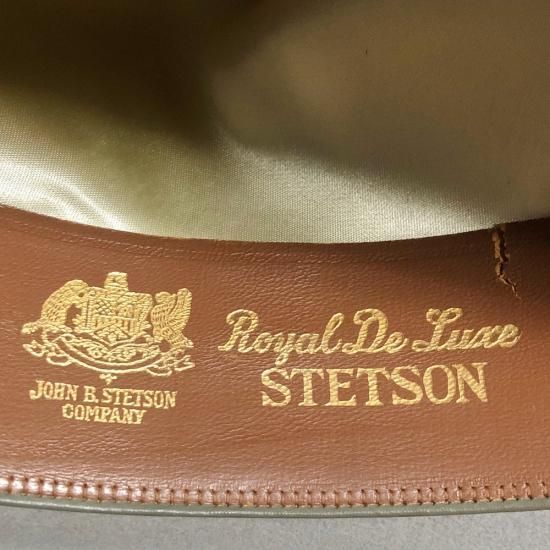 JOHN B. STETSON
COMPANY
Royal De Luxe
STETSON